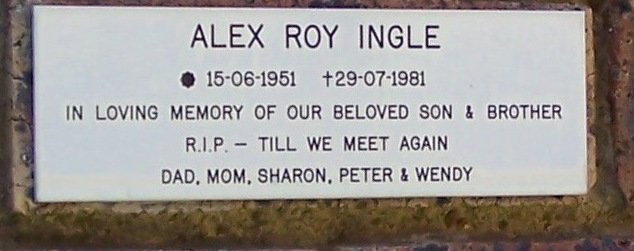 ALEX ROY INGLE
✹ 15-06-1951 †29-07-1981
IN LOVING MEMORY OF OUR BELOVED SON & BROTHER
R.I.P. – TILL WE MEET AGAIN
DAD, MOM, SHARON, PETER & WENDY